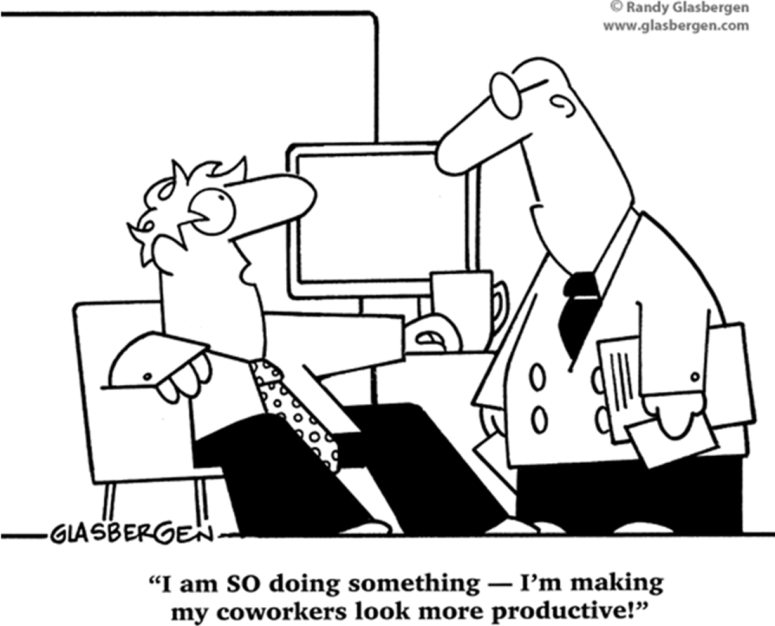 © Randy Glasbergen
www.glasbergen.com
GLASBERGEN
“I am SO doing something — I’m making
my coworkers look more productive!”